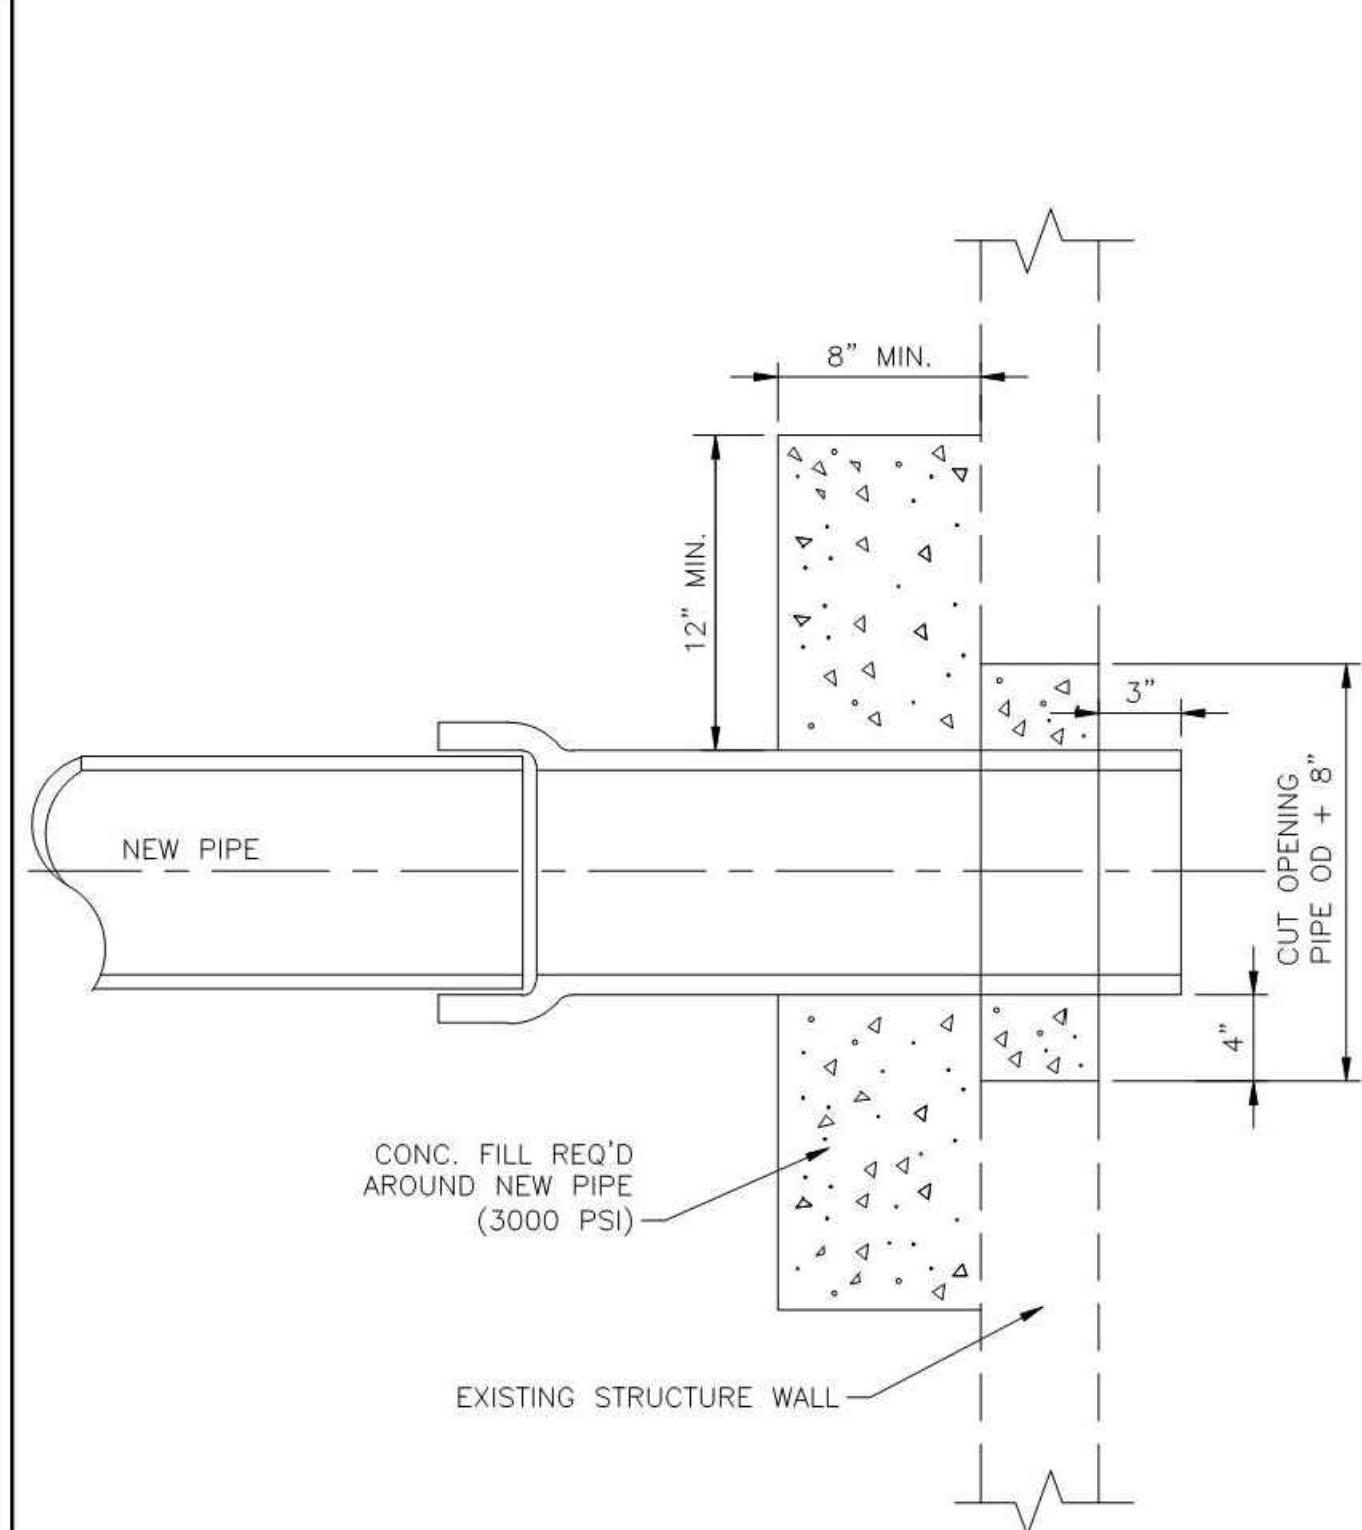 8” MIN.
12” MIN.
3”
NEW PIPE
CUT OPENING
PIPE OD + 8”
4”
CONC. FILL REQ'D
AROUND NEW PIPE
(3000 PSI)
EXISTING STRUCTURE WALL